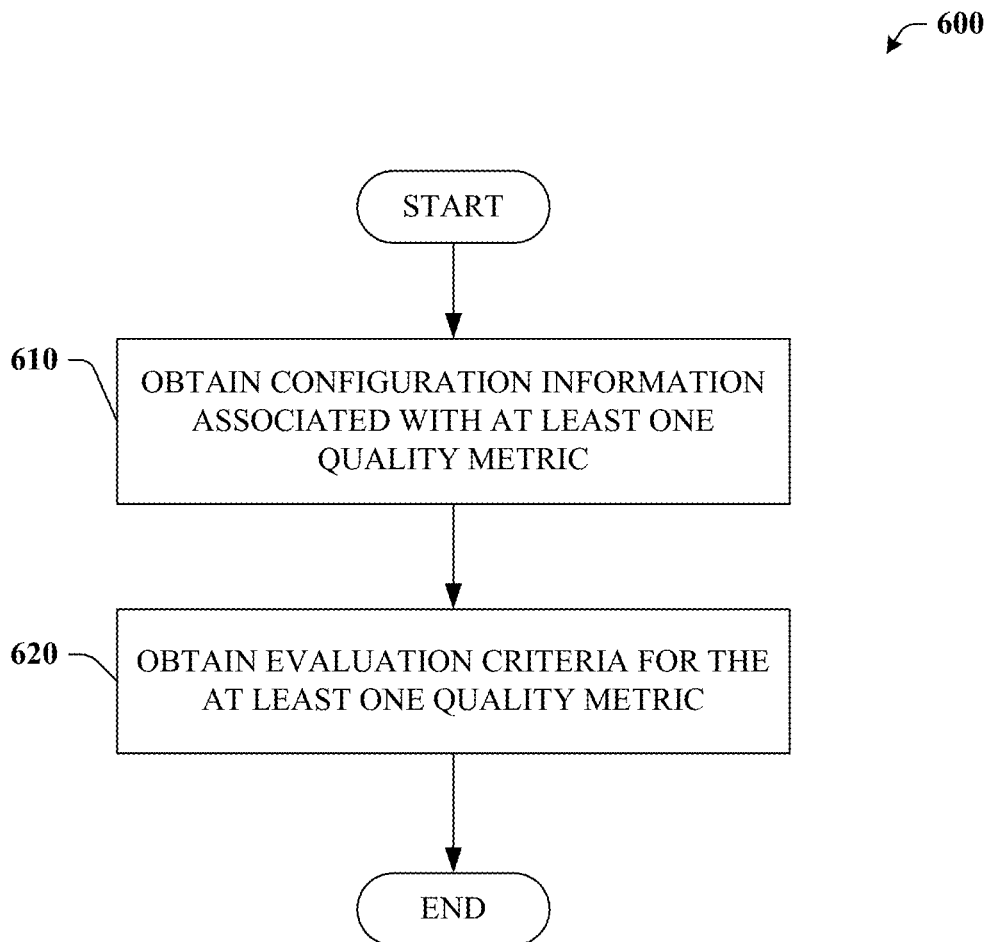 600
START
610
OBTAIN CONFIGURATION INFORMATION
ASSOCIATED WITH AT LEAST ONE
QUALITY METRIC
620
OBTAIN EVALUATION CRITERIA FOR THE
AT LEAST ONE QUALITY METRIC
END